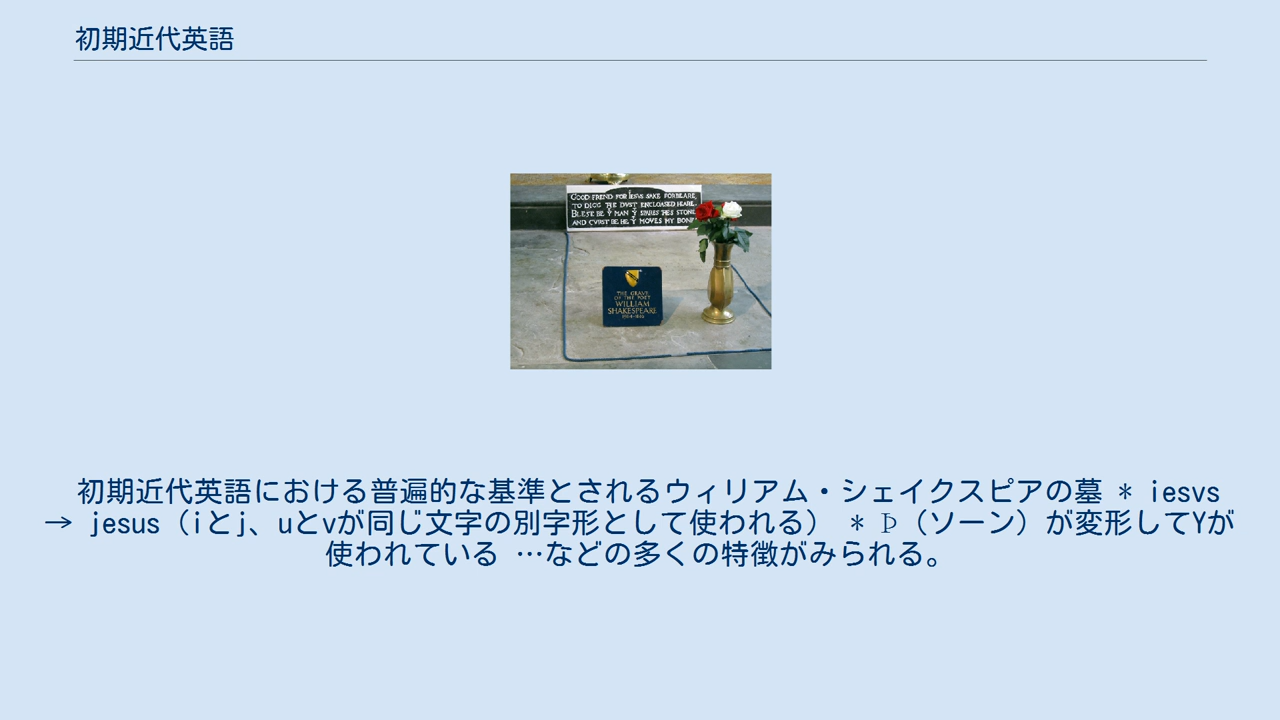 初期近代英語
GOOD FREND FOR IESVS SAKE FORBEARE,
TO DIGG THE DVST ENCLOASED HEARE.
BLESE BE Y MAN Y SPARES THES STONES
AND CVRST BE HE Y MOVES MY BONE
THE GRAVE
OF THE POET
WILLIAM
SHAKESPEARE
1564-1616
初期近代英語における普遍的な基準とされるウィリアム・シェイクスピアの墓 * iesvs
→ jesus（iとj、uとvが同じ文字の別字形として使われる） * Þ（ソーン）が変形してYが
使われている …などの多くの特徴がみられる。